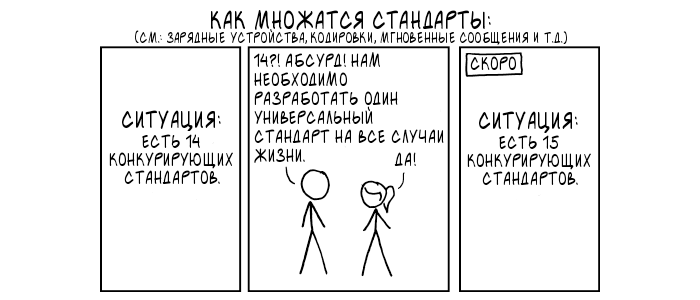 КАК МНОЖАТСЯ СТАНДАРТЫ:
(СМ.: ЗАРЯДНЫЕ УСТРОЙСТВА, КОДИРОВКИ, МГНОВЕННЫЕ СООБЩЕНИЯ И Т.Д.)
СИТУАЦИЯ:
ЕСТЬ 14
КОНКУРИРУЮЩИХ
СТАНДАРТОВ.
14?! АБСУРД! НАМ
НЕОБХОДИМО
РАЗРАБОТАТЬ ОДИН
УНИВЕРСАЛЬНЫЙ
СТАНДАРТ НА ВСЕ СЛУЧАИ
ЖИЗНИ.
ДА!
СКОРО
СИТУАЦИЯ:
ЕСТЬ 15
КОНКУРИРУЮЩИХ
СТАНДАРТОВ.